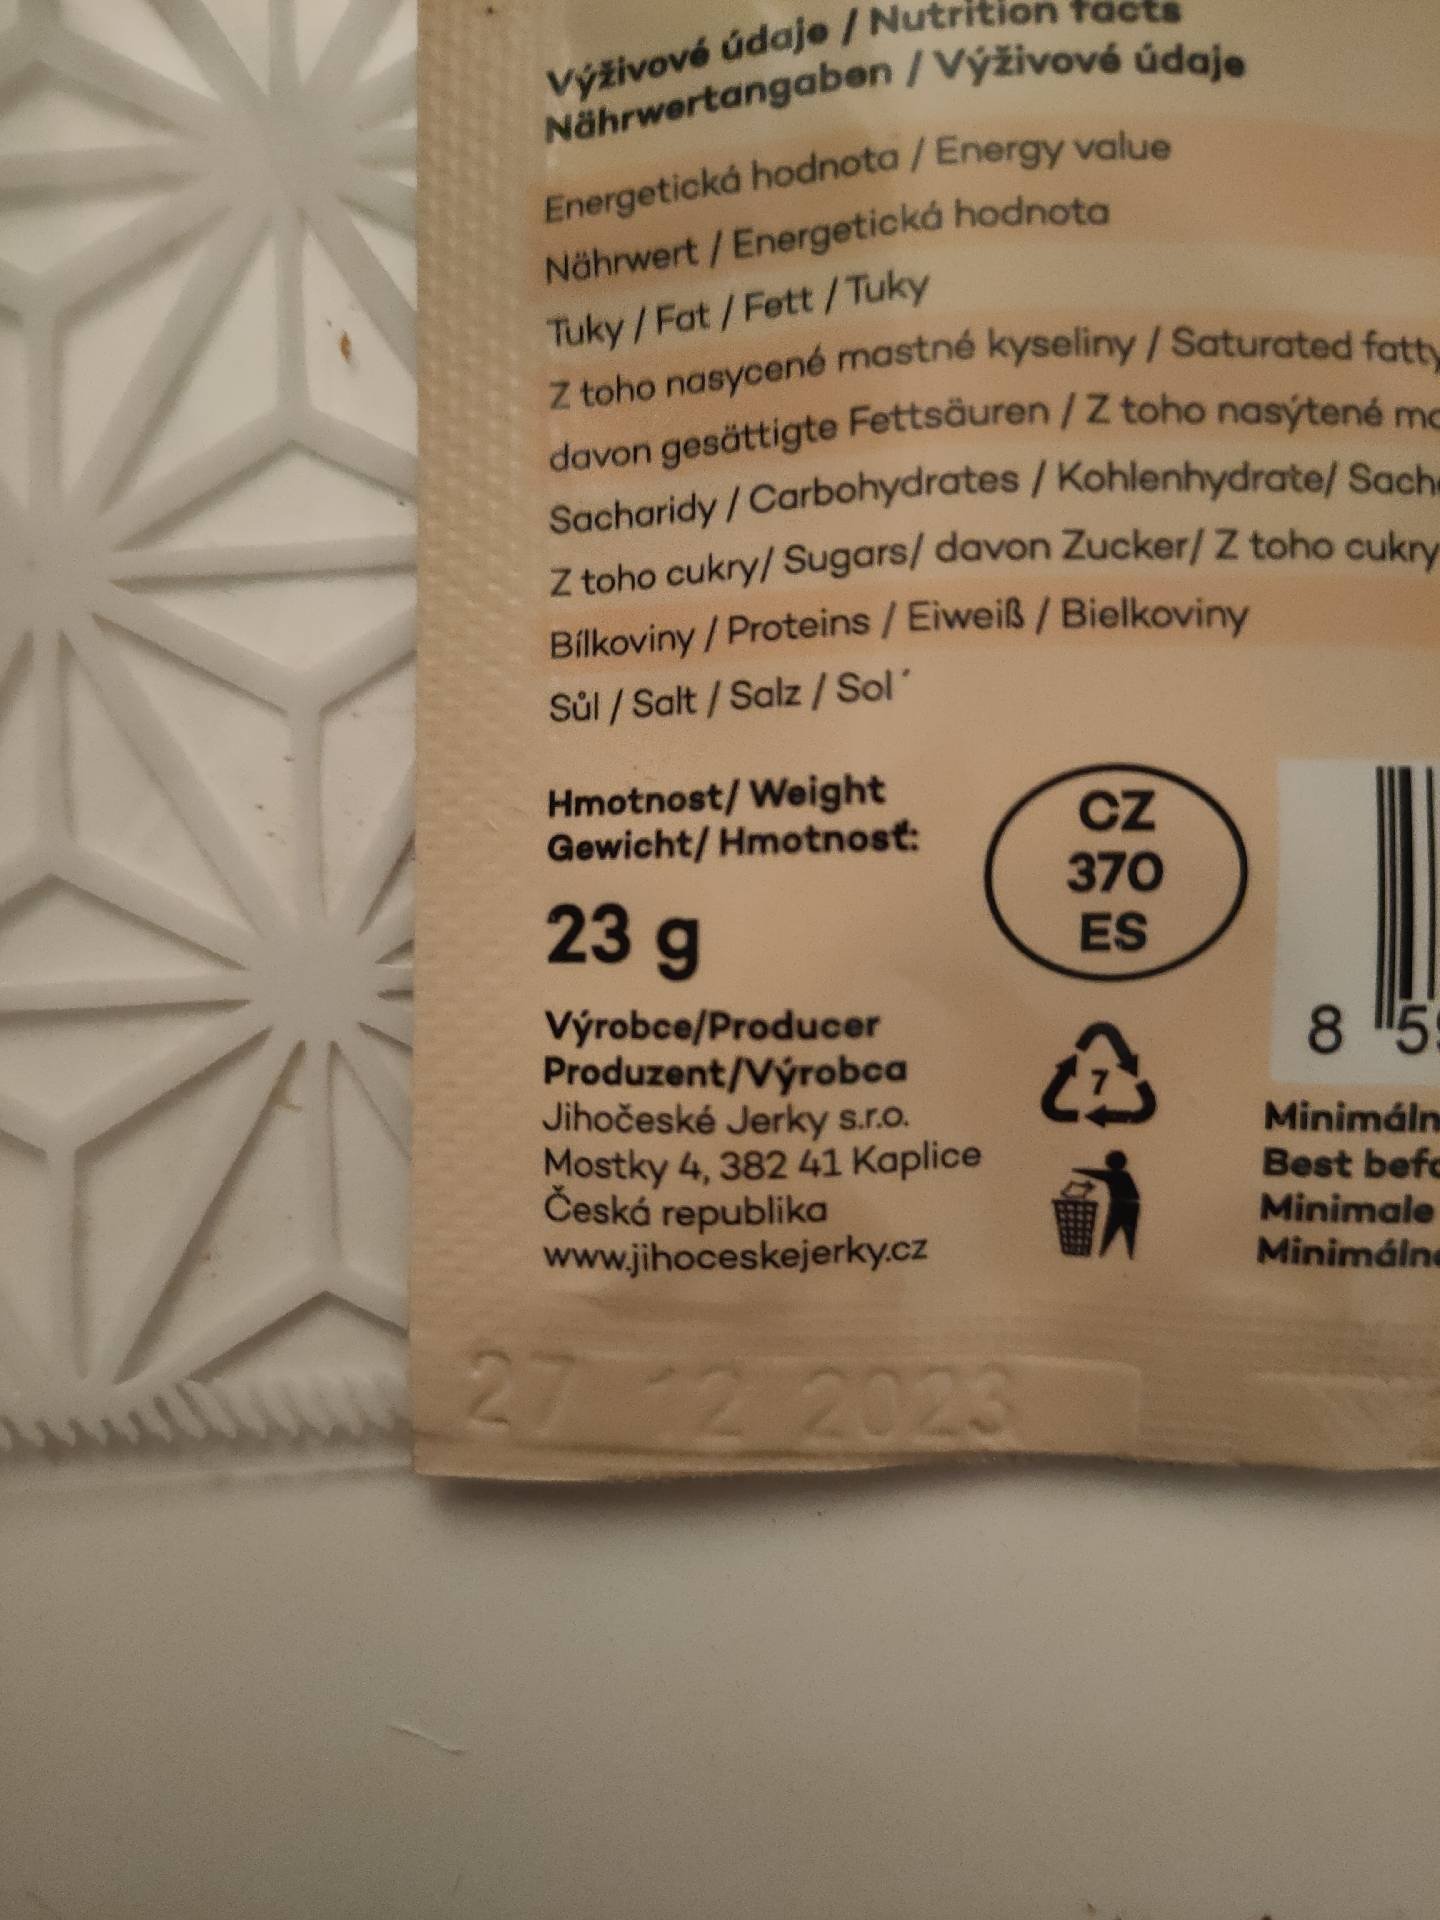 Výživové údaje / Nutrition facts
Nährwertangaben / Výživové údaje
Energetická hodnota / Energy value
Nährwert / Energetická hodnota
Tuky / Fat / Fett / Tuky
Z toho nasycené mastné kyseliny / Saturated fatty
davon gesättigte Fettsäuren / Z toho nasýtené
Sacharidy / Carbohydrates / Kohlenhydrate/
Z toho cukry/ Sugars/ davon Zucker/ Z toho cukry
Bílkoviny / Proteins / Eiweiß / Bielkoviny
Sůl / Salt / Salz / Sol´
Hmotnost/ Weight
Gewicht/ Hmotnosť:
23 g
CZ
370
ES
8 5
Výrobce/Producer
Produzent/Výrobca
Jihočeské Jerky s.r.o.
Mostky 4, 382 41 Kaplice
Česká republika
www.jihoceskejerky.cz
7
Best
Minimale
27 12 2023